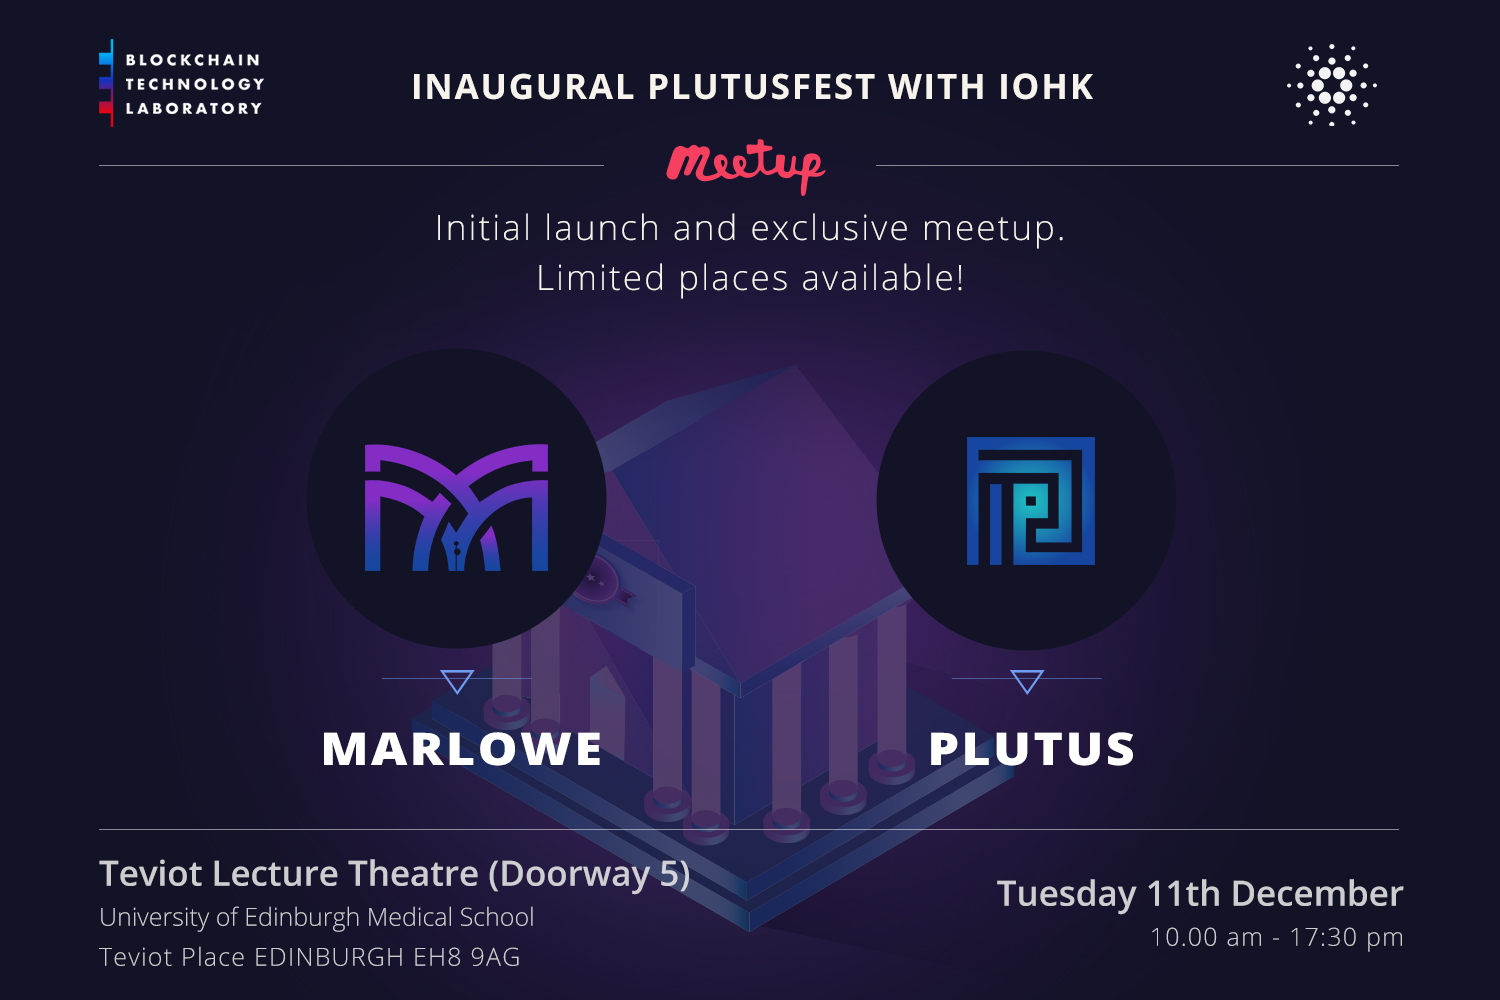 BLOCKCHAIN
TECHNOLOGY
LABORATORY
INAUGURAL PLUTUSFEST WITH IOHK
meetup
Initial launch and exclusive meetup.
Limited places available!
MARLOWE
PLUTUS
Teviot Lecture Theatre (Doorway 5)
University of Edinburgh Medical School
Teviot Place EDINBURGH EH8 9AG
Tuesday 11th December
10.00 am - 17:30 pm